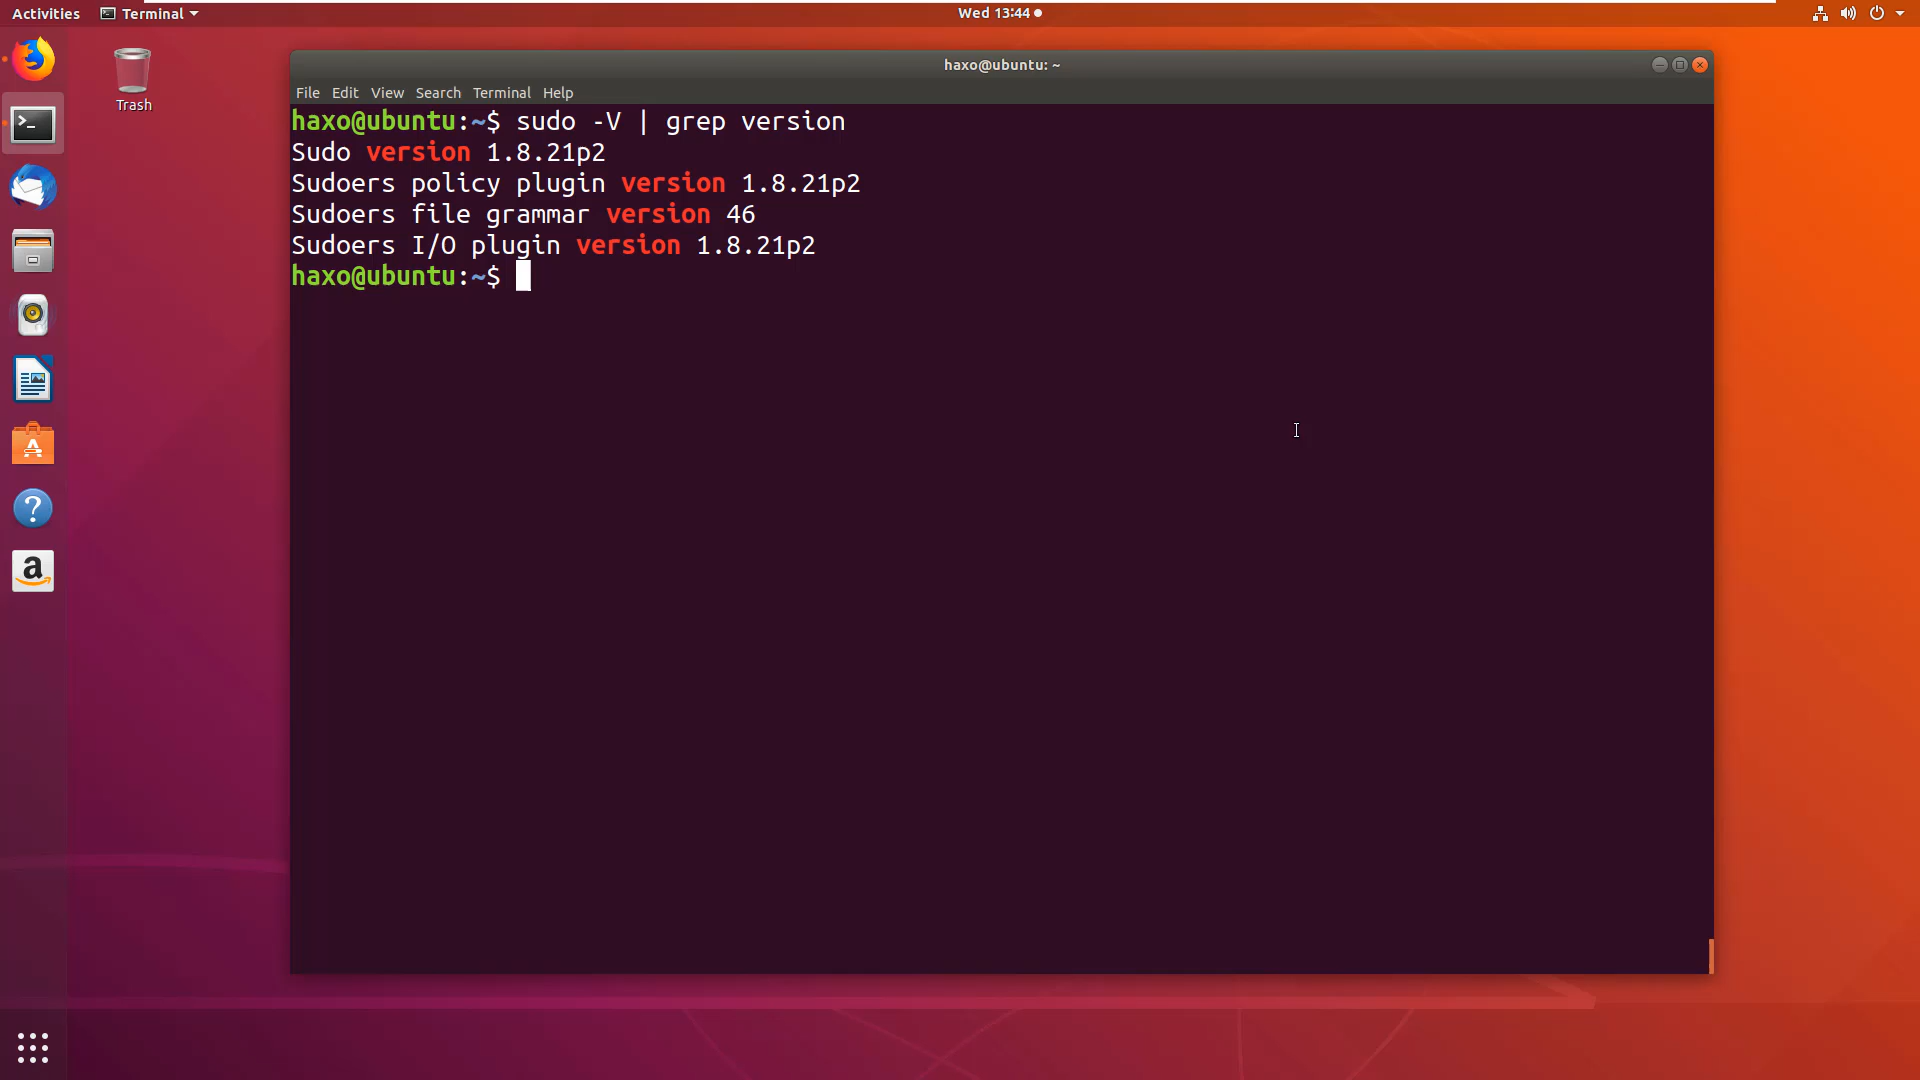 Activities Terminal Wed 13:44
Trash
haxo@ubuntu: ~
File Edit View Search Terminal Help
haxo@ubuntu:~$ sudo -V | grep version
Sudo version 1.8.21p2
Sudoers policy plugin version 1.8.21p2
Sudoers file grammar version 46
Sudoers I/O plugin version 1.8.21p2
haxo@ubuntu:~$